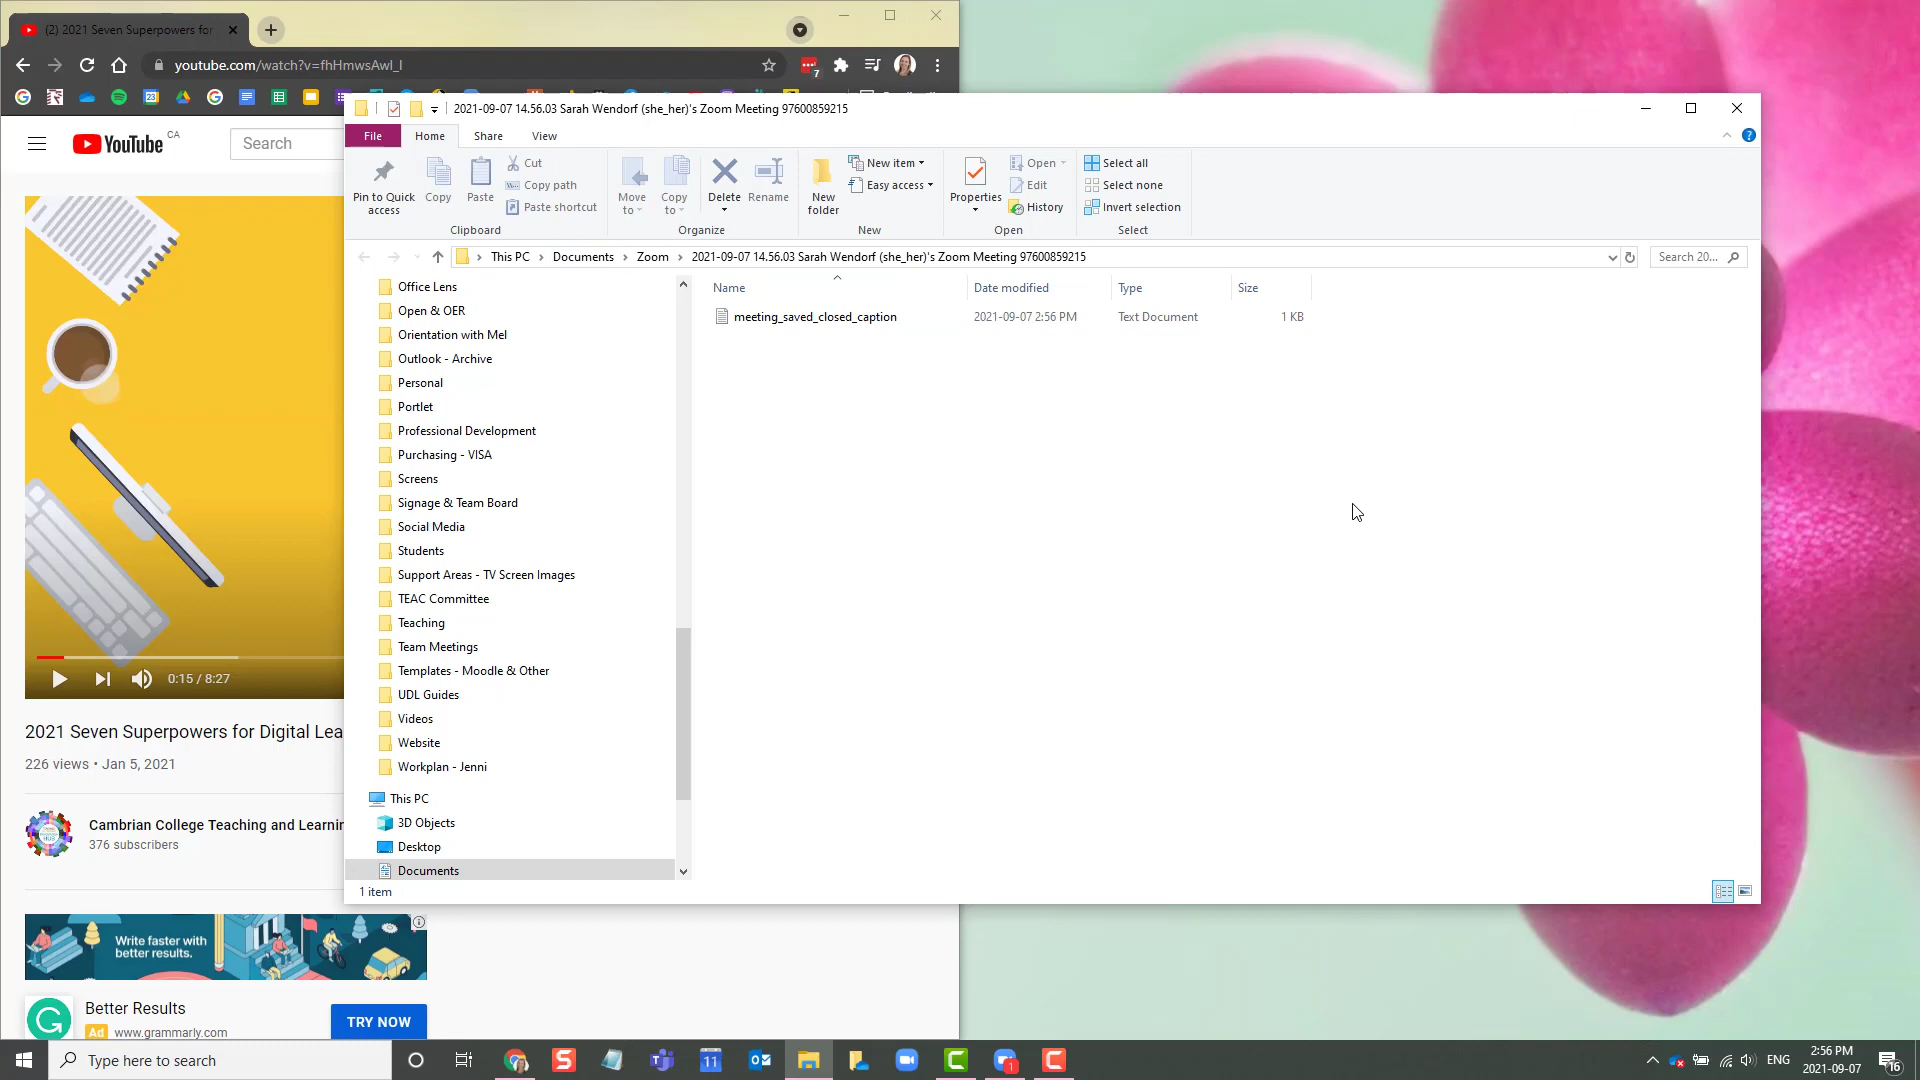 (2) 2021 Seven Superpowers for
youtube.com/watch?v=fhHmwsAwl_I
7
YouTube CA
Search
2021-09-07 14.56.03 Sarah Wendorf (she_her)'s Zoom Meeting 97600859215
File Home Share View
Pin to Quick access
Copy
Paste
Cut
Copy path
Paste shortcut
Clipboard
Move to
Copy to
Delete
Rename
Organize
New folder
New item
Easy access
New
Properties
Open
Edit
History
Open
Select all
Select none
Invert selection
Select
This PC > Documents > Zoom > 2021-09-07 14.56.03 Sarah Wendorf (she_her)'s Zoom Meeting 97600859215
Search 20...
Name Date modified Type Size
meeting_saved_closed_caption 2021-09-07 2:56 PM Text Document 1 KB
Office Lens
Open & OER
Orientation with Mel
Outlook - Archive
Personal
Portlet
Professional Development
Purchasing - VISA
Screens
Signage & Team Board
Social Media
Students
Support Areas - TV Screen Images
TEAC Committee
Teaching
Team Meetings
Templates - Moodle & Other
UDL Guides
Videos
Website
Workplan - Jenni
This PC
3D Objects
Desktop
Documents
1 item
0:15 / 8:27
2021 Seven Superpowers for Digital Lea
226 views • Jan 5, 2021
Cambrian College Teaching and Learnin
376 subscribers
Write faster with
better results.
Better Results
Ad www.grammarly.com
TRY NOW
Type here to search
11
1
ENG
2:56 PM
2021-09-07
16